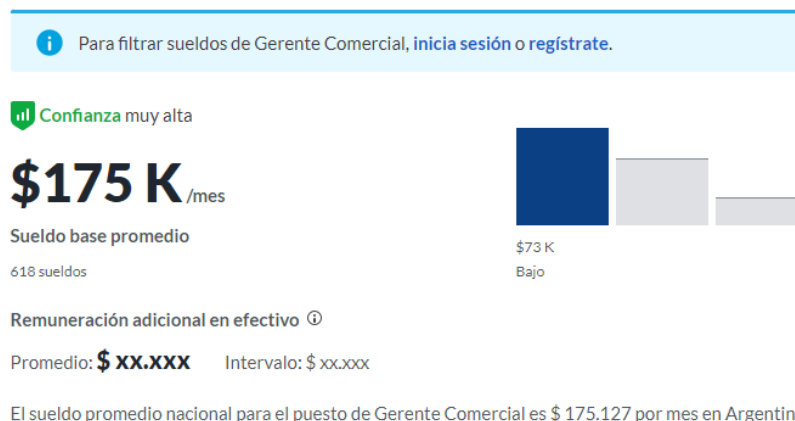 Para filtrar sueldos de Gerente Comercial, inicia sesión o regístrate.
Confianza muy alta
$175 K /mes
Sueldo base promedio
618 sueldos
$73 K
Bajo
Remuneración adicional en efectivo
Promedio: $ xx.xxx Intervalo: $ xx.xxx
El sueldo promedio nacional para el puesto de Gerente Comercial es $ 175.127 por mes en Argentin